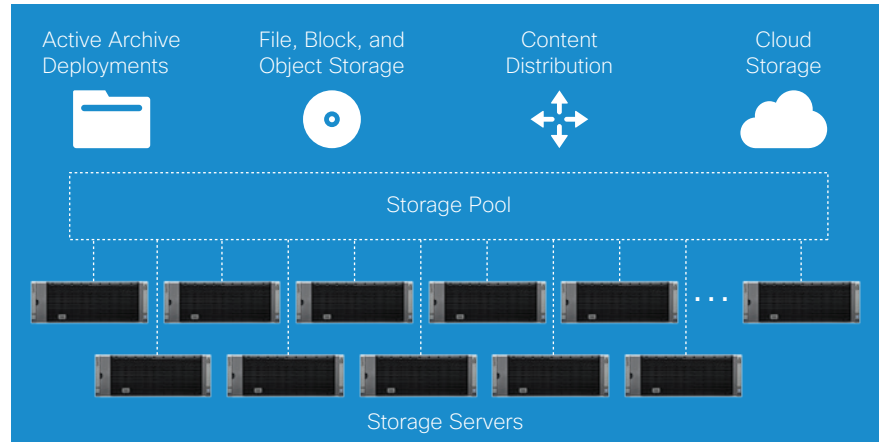 Active Archive
Deployments
File, Block, and
Object Storage
Content
Distribution
Cloud
Storage
Storage Pool
...
Storage Servers